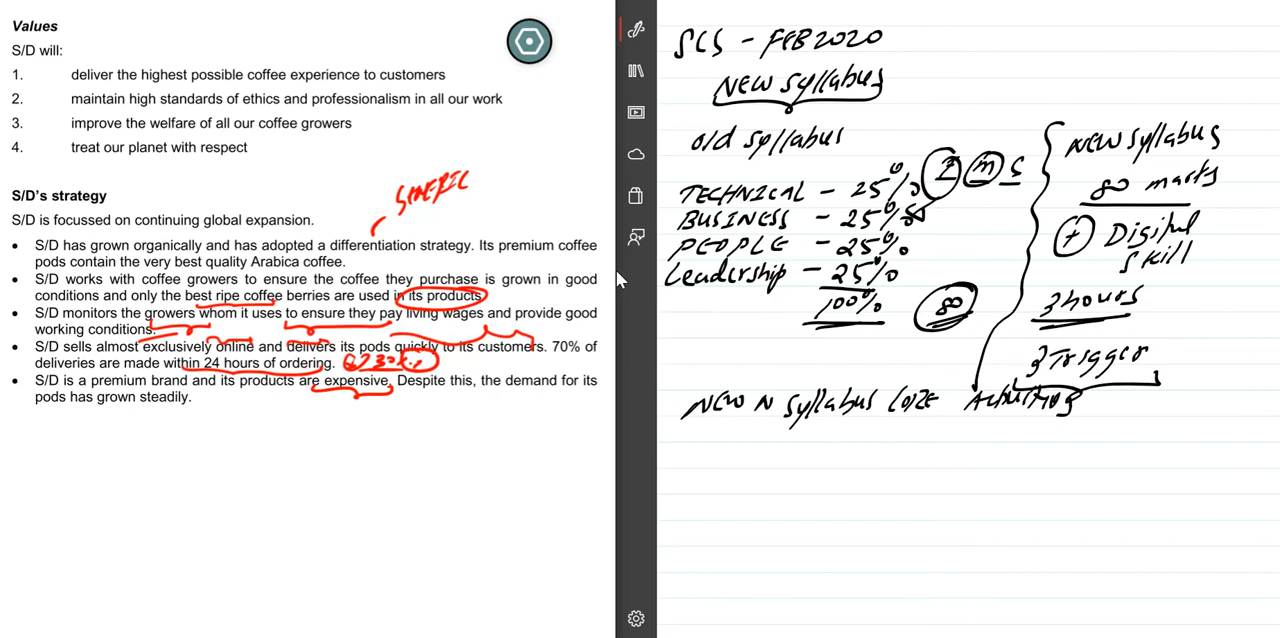 Values
S/D will:
1. deliver the highest possible coffee experience to customers
2. maintain high standards of ethics and professionalism in all our work
3. improve the welfare of all our coffee growers
4. treat our planet with respect
S/D's strategy
S/D is focussed on continuing global expansion.
• S/D has grown organically and has adopted a differentiation strategy. Its premium coffee
pods contain the very best quality Arabica coffee.
• S/D works with coffee growers to ensure the coffee they purchase is grown in good
conditions and only the best ripe coffee berries are used in its products.
• S/D monitors the growers whom it uses to ensure they pay living wages and provide good
working conditions.
• S/D sells almost exclusively online and delivers its pods quickly to its customers. 70% of
deliveries are made within 24 hours of ordering.
• S/D is a premium brand and its products are expensive. Despite this, the demand for its
pods has grown steadily.
SCS - FEB 2020
NEW syllabus
old syllabus
TECHNICAL - 25% E m S
BUSINESS - 25%
PEOPLE - 25%
Leadership - 25%
100% 80
NEW syllabus
80 marks
+ Digital
skill
3 hours
3 Trigger
NEW N syllabus CORE Activities